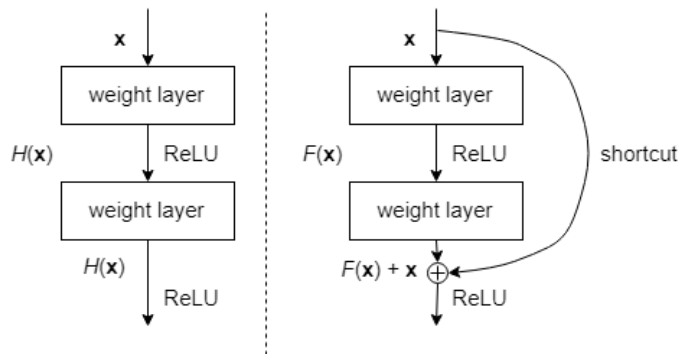 x
weight layer
H(x)
ReLU
weight layer
H(x)
ReLU
x
weight layer
F(x)
ReLU
shortcut
weight layer
F(x) + x
ReLU